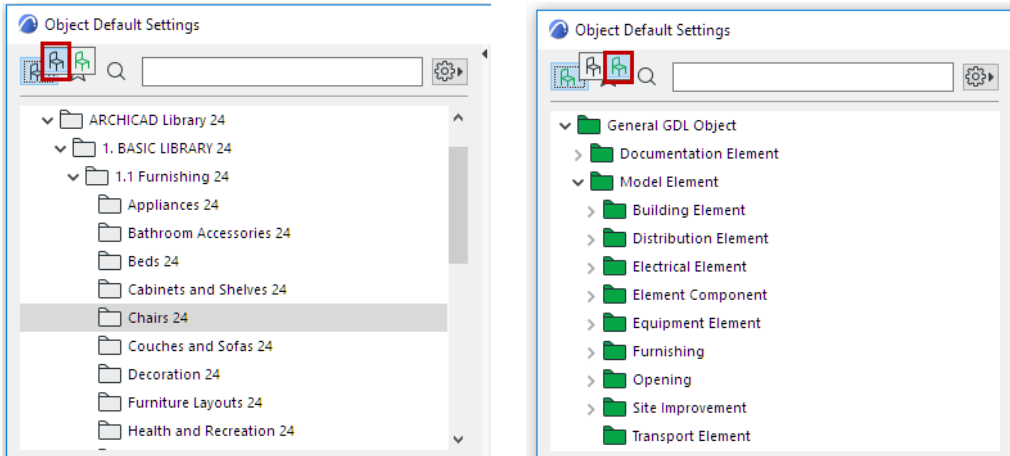 Object Default Settings
ARCHICAD Library 24
1. BASIC LIBRARY 24
1.1 Furnishing 24
Appliances 24
Bathroom Accessories 24
Beds 24
Cabinets and Shelves 24
Chairs 24
Couches and Sofas 24
Decoration 24
Furniture Layouts 24
Health and Recreation 24
Object Default Settings
General GDL Object
Documentation Element
Model Element
Building Element
Distribution Element
Electrical Element
Element Component
Equipment Element
Furnishing
Opening
Site Improvement
Transport Element